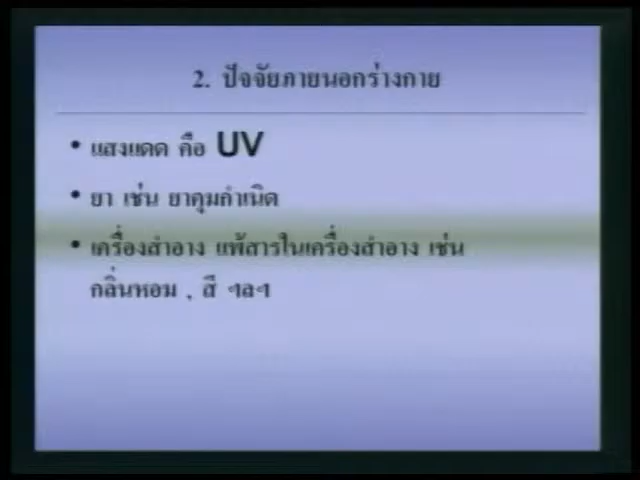 2. ปัจจัยภายนอกร่างกาย
• แสงแดด คือ UV
• ยา เช่น ยาคุมกำเนิด
• เครื่องสำอาง แพ้สารในเครื่องสำอาง เช่น
กลิ่นหอม , สี ฯลฯ